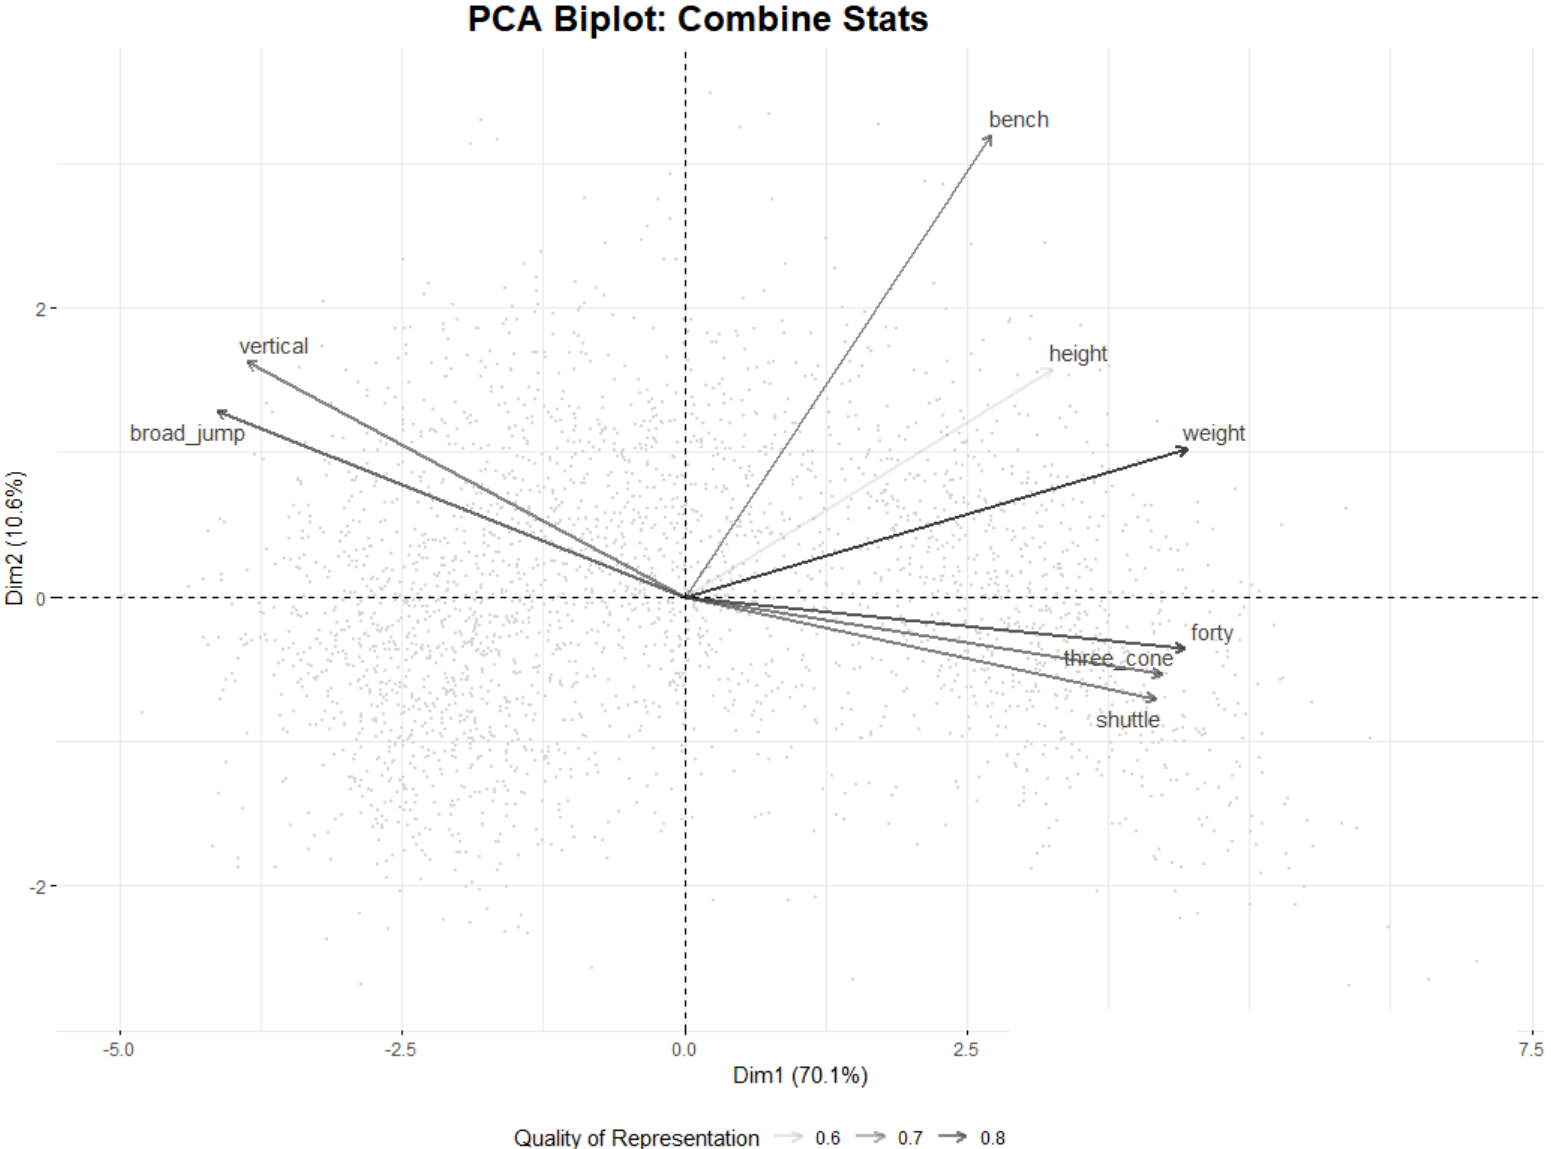 PCA Biplot: Combine Stats
bench
vertical
height
broad_jump
weight
forty
three_cone
shuttle
Dim2 (10.6%)
2
0
-2
-5.0 -2.5 0.0 2.5 7.5
Dim1 (70.1%)
Quality of Representation 0.6 0.7 0.8